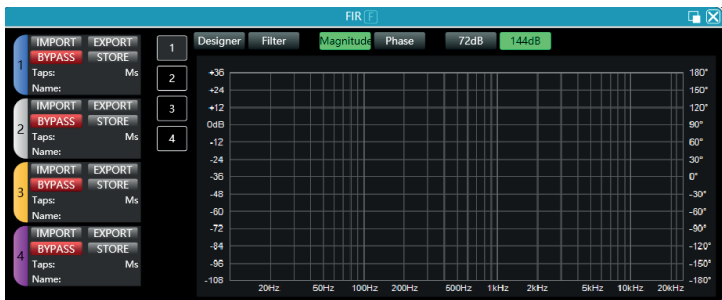 FIR F
1
IMPORT EXPORT
BYPASS STORE
Taps: Ms
Name:
2
IMPORT EXPORT
BYPASS STORE
Taps: Ms
Name:
3
IMPORT EXPORT
BYPASS STORE
Taps: Ms
Name:
4
IMPORT EXPORT
BYPASS STORE
Taps: Ms
Name:
1
2
3
4
Designer Filter Magnitude Phase 72dB 144dB
+36 180°
+24 150°
+12 120°
0dB 90°
-12 60°
-24 30°
-36 0°
-48 -30°
-60 -60°
-72 -90°
-84 -120°
-96 -150°
-108 -180°
20Hz 50Hz 100Hz 200Hz 500Hz 1kHz 2kHz 5kHz 10kHz 20kHz